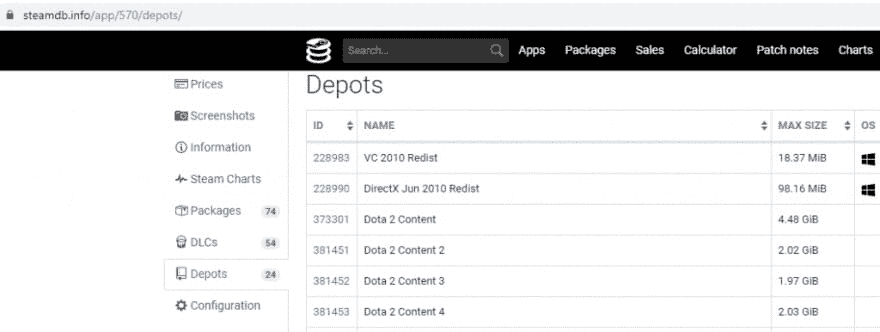 steamdb.info/app/570/depots/
Search... Apps Packages Sales Calculator Patch notes Charts
Prices
Screenshots
Information
Steam Charts
Packages 74
DLCs 54
Depots 24
Configuration
Depots
ID NAME MAX SIZE OS
228983 VC 2010 Redist 18.37 MiB
228990 DirectX Jun 2010 Redist 98.16 MiB
373301 Dota 2 Content 4.48 GiB
381451 Dota 2 Content 2 2.02 GiB
381452 Dota 2 Content 3 1.97 GiB
381453 Dota 2 Content 4 2.03 GiB